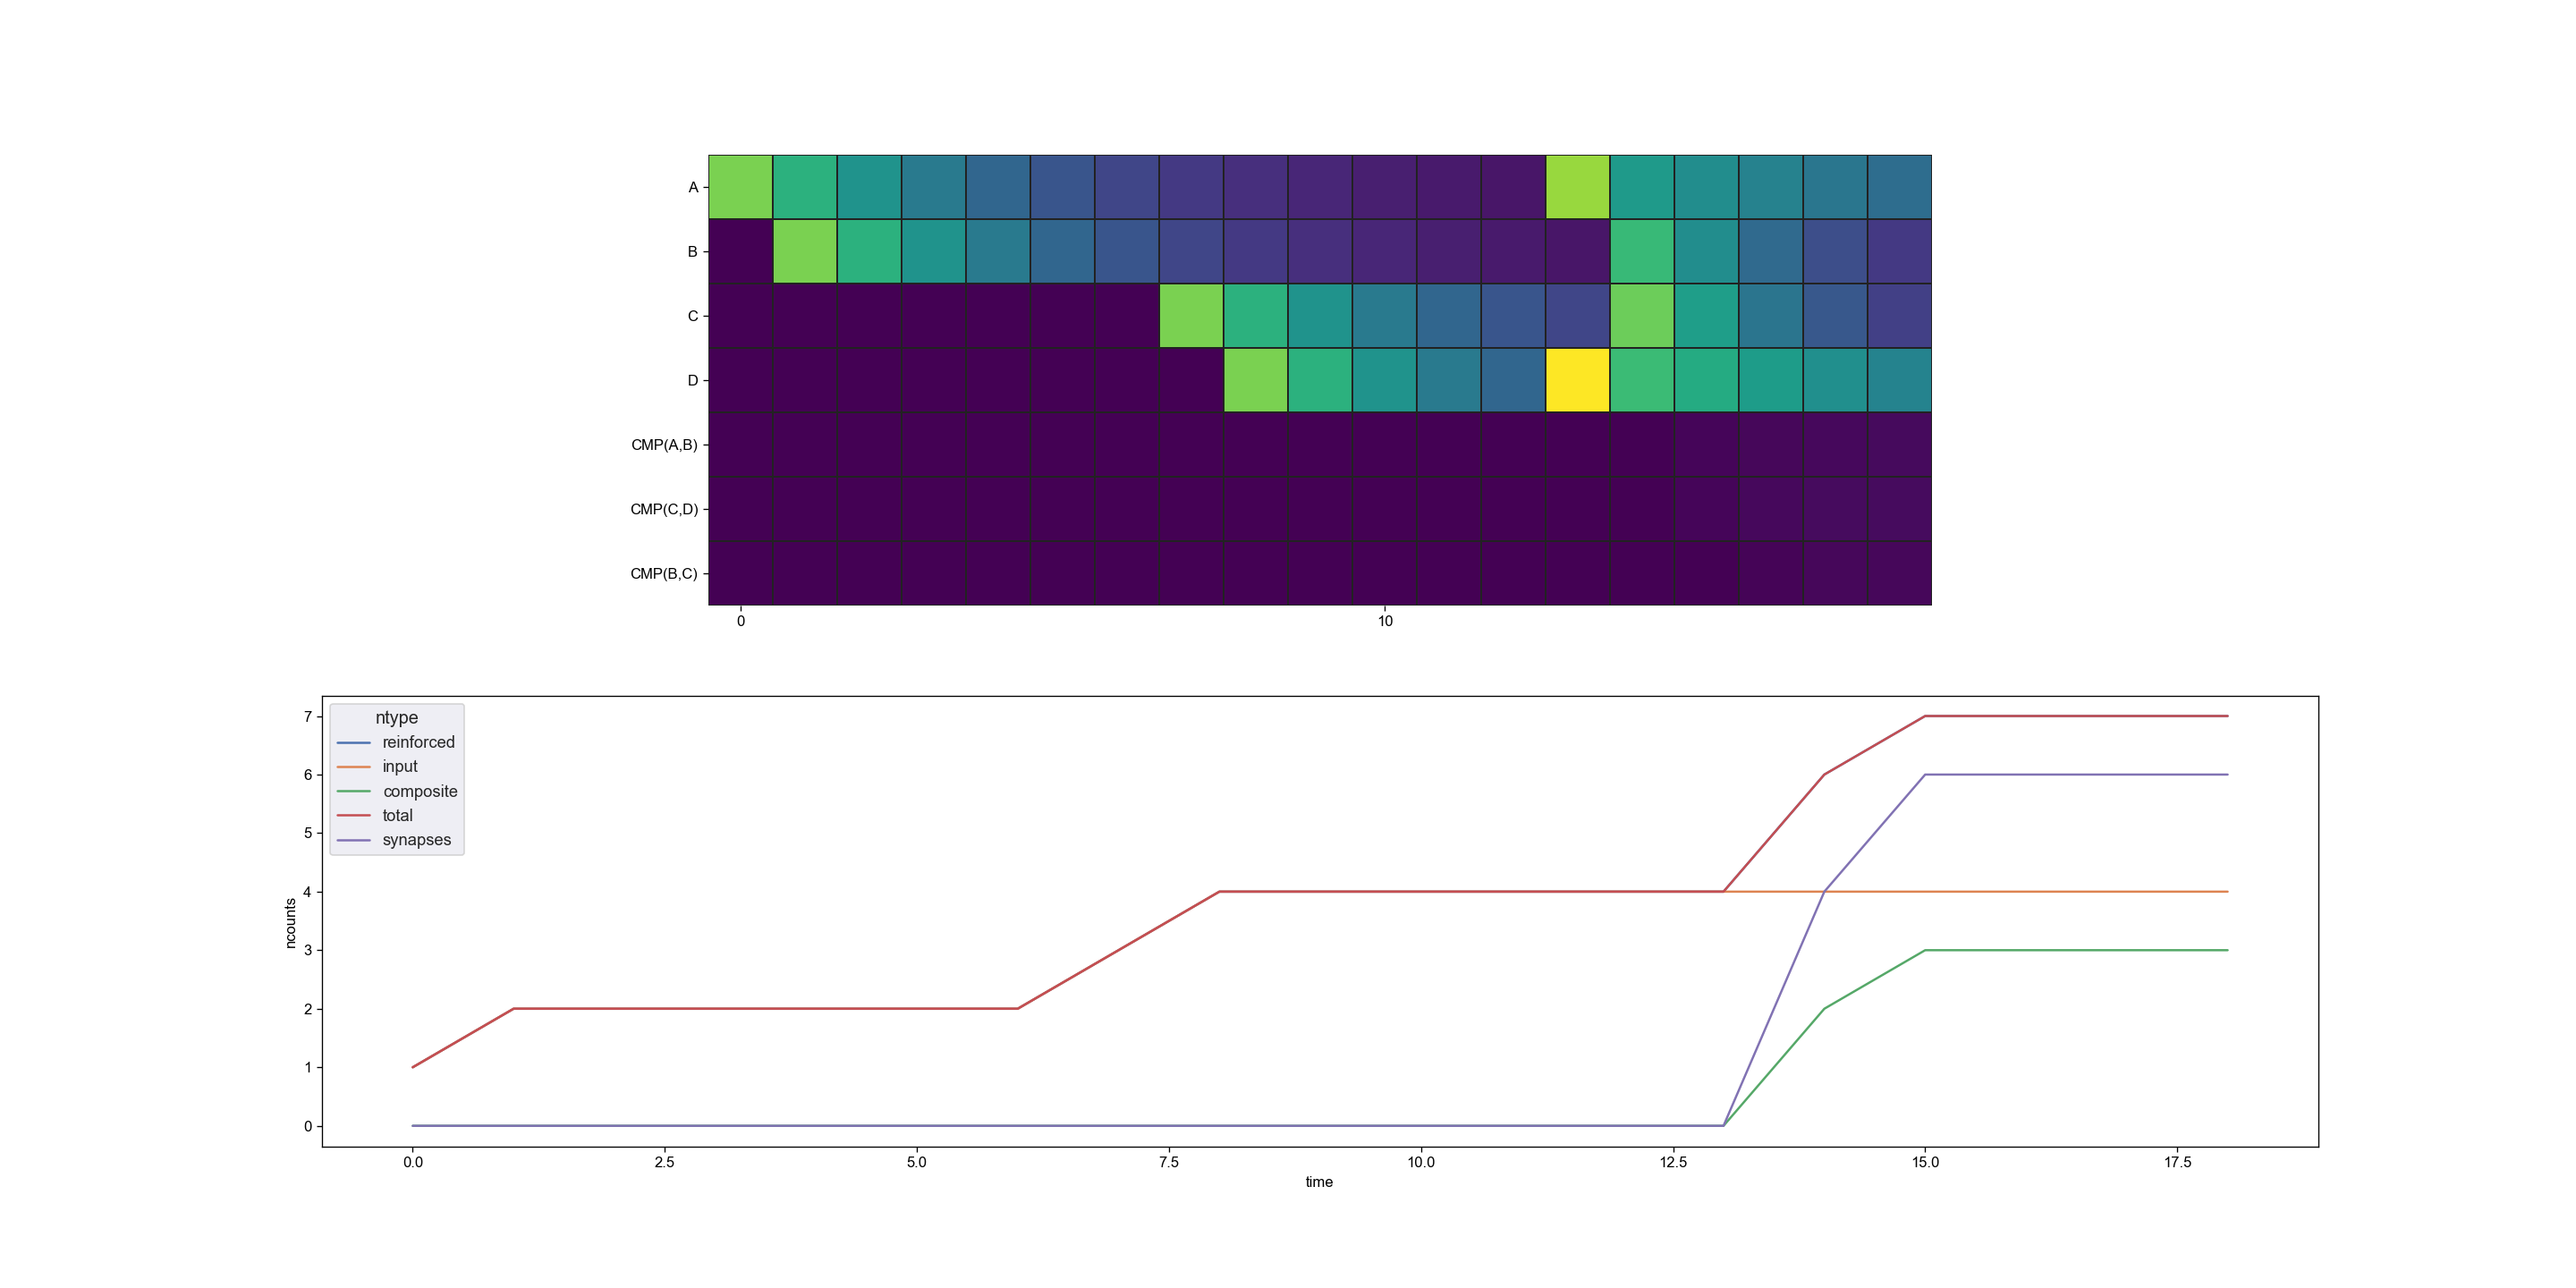 A
B
C
D
CMP(A,B)
CMP(C,D)
CMP(B,C)
0 10
ntype
reinforced
input
composite
total
synapses
7
6
5
4
3
2
1
0
ncounts
0.0 2.5 5.0 7.5 10.0 12.5 15.0 17.5
time